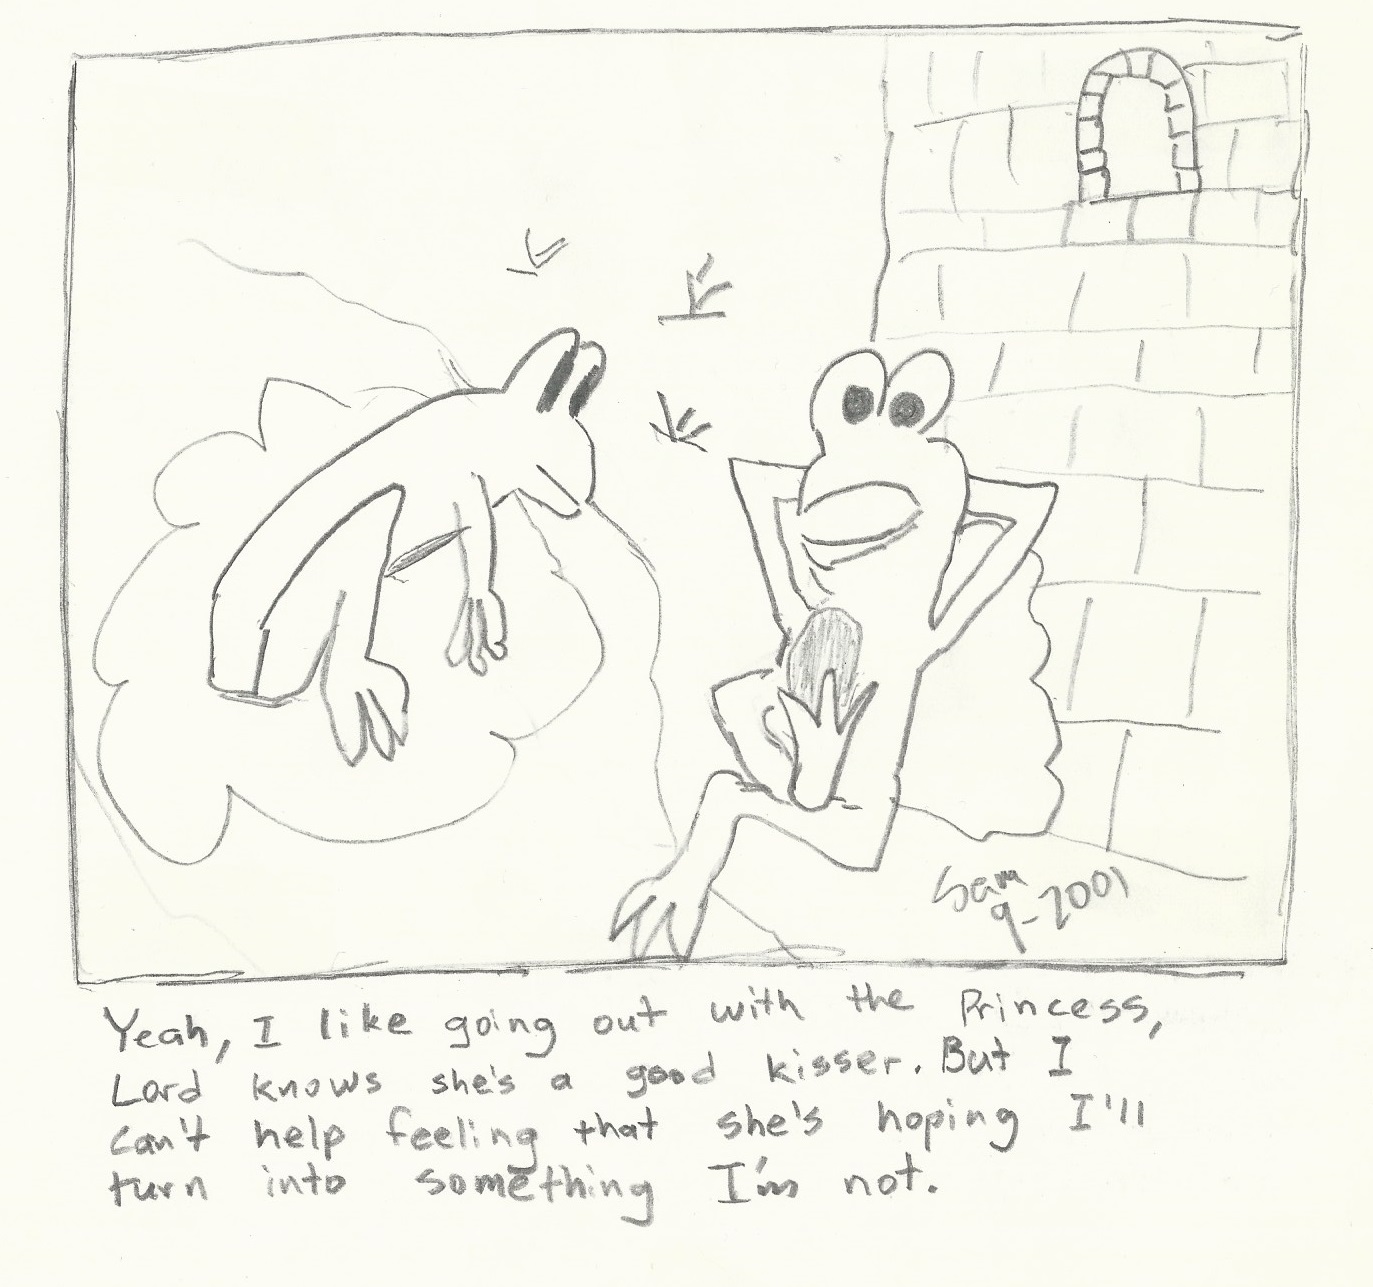 Sam
9-2001
Yeah, I like going out with the Princess,
Lord knows she's a good kisser. But I
can't help feeling that she's hoping I'll
turn into something I'm not.